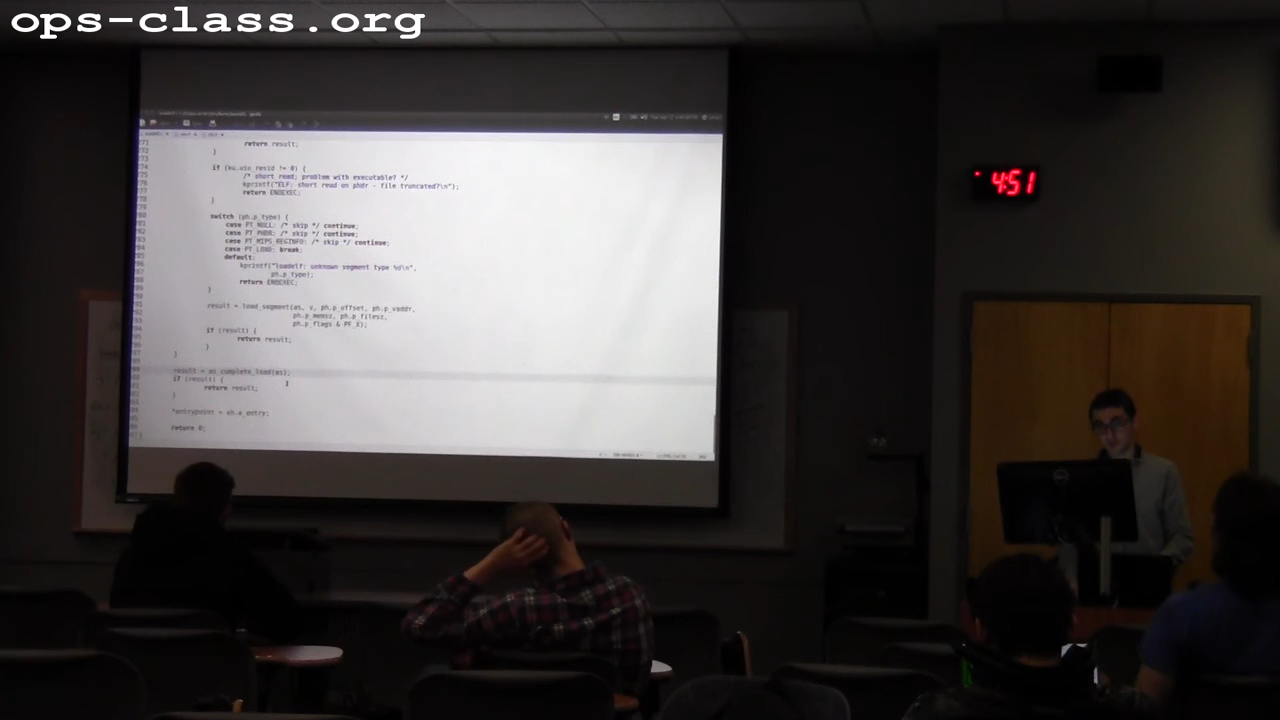 ops-class.org
4:51
return result;
}
if (ku.uio_resid != 0) {
/* short read; problem with executable? */
kprintf("ELF: short read on phdr - file truncated?\n");
return ENOEXEC;
}
switch (ph.p_type) {
case PT_NULL: /* skip */ continue;
case PT_PHDR: /* skip */ continue;
case PT_MIPS_REGINFO: /* skip */ continue;
case PT_LOAD: break;
default:
kprintf("loadelf: unknown segment type %d\n",
ph.p_type);
return ENOEXEC;
}
result = load_segment(as, v, ph.p_offset, ph.p_vaddr,
ph.p_memsz, ph.p_filesz,
ph.p_flags & PF_X);
if (result) {
return result;
}
}
result = as_complete_load(as);
if (result) {
return result;
}
*entrypoint = eh.e_entry;
return 0;
}